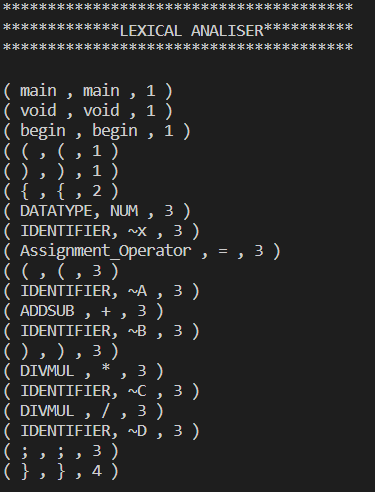 ***************************************
*************LEXICAL ANALISER**********
***************************************
( main , main , 1 )
( void , void , 1 )
( begin , begin , 1 )
( ( , ( , 1 )
( ) , ) , 1 )
( { , { , 2 )
( DATATYPE, NUM , 3 )
( IDENTIFIER, ~x , 3 )
( Assignment_Operator , = , 3 )
( ( , ( , 3 )
( IDENTIFIER, ~A , 3 )
( ADDSUB , + , 3 )
( IDENTIFIER, ~B , 3 )
( ) , ) , 3 )
( DIVMUL , * , 3 )
( IDENTIFIER, ~C , 3 )
( DIVMUL , / , 3 )
( IDENTIFIER, ~D , 3 )
( ; , ; , 3 )
( } , } , 4 )